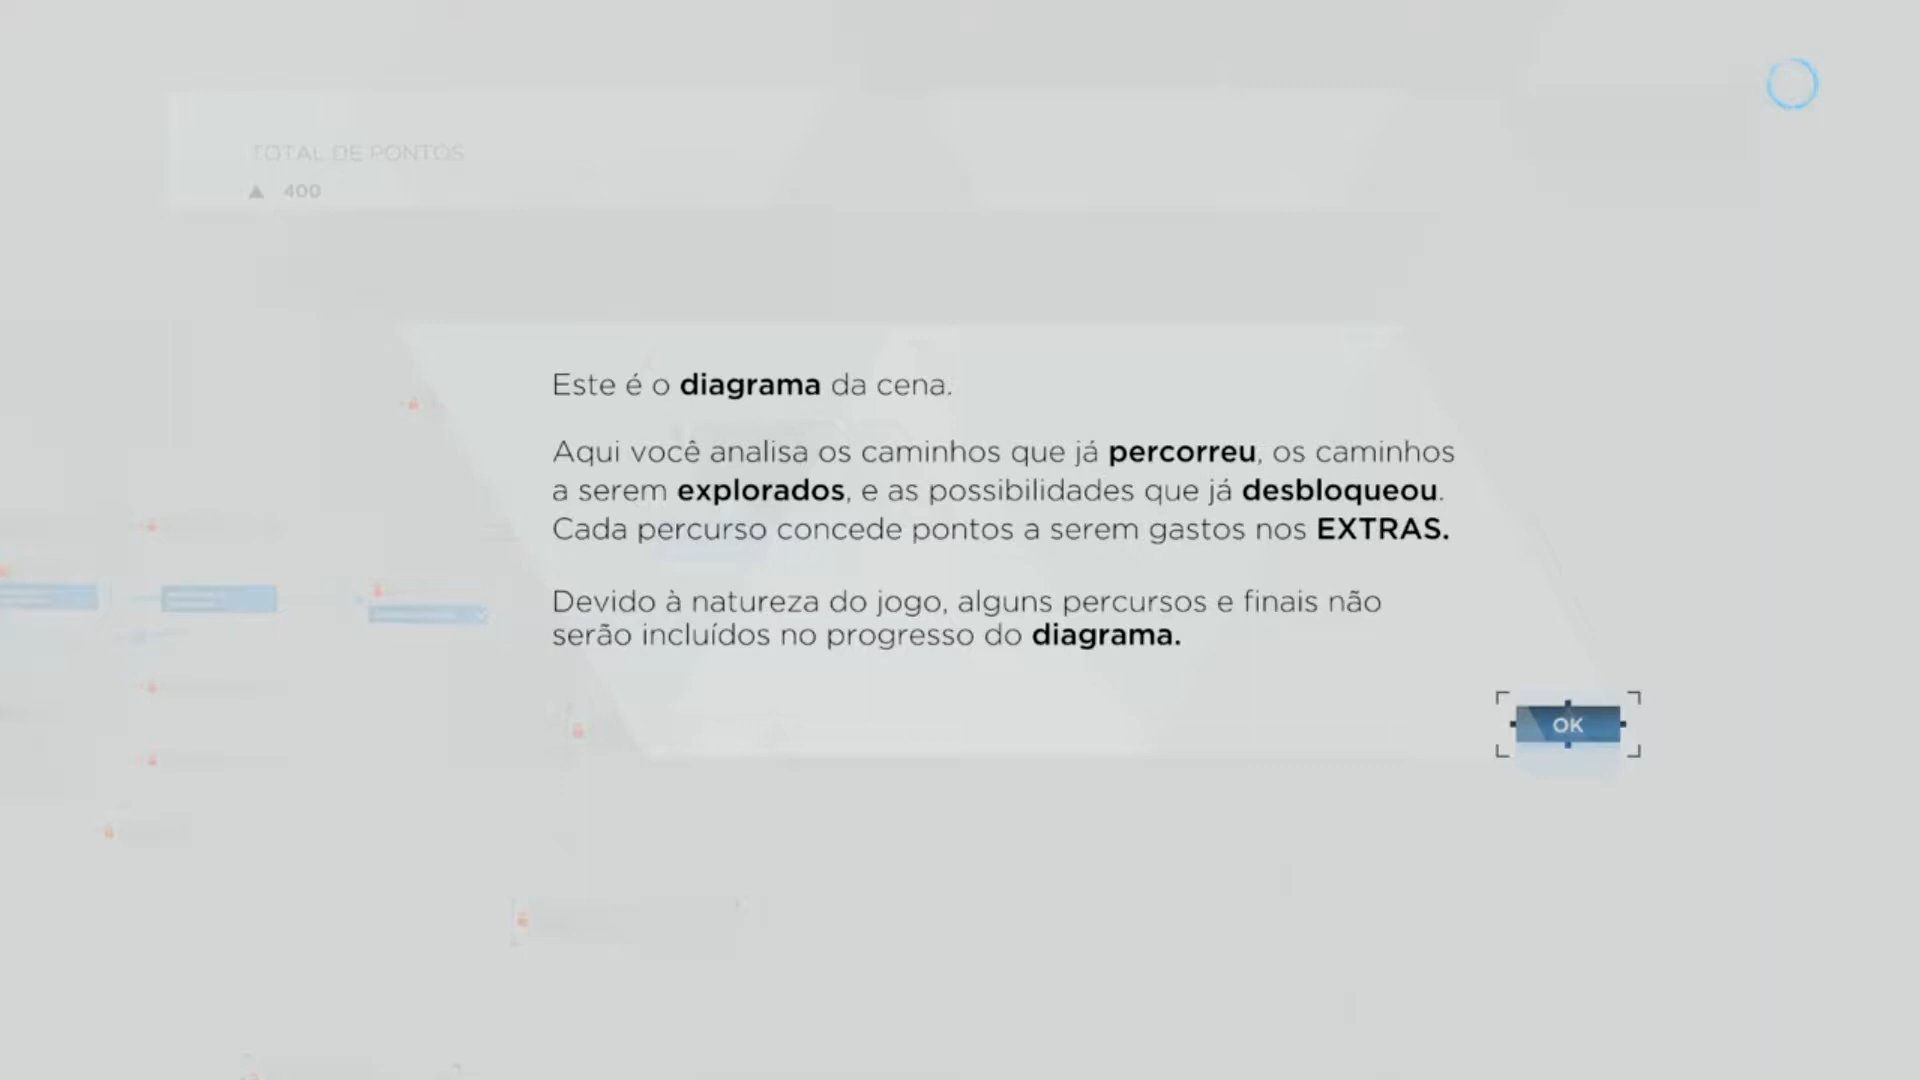 TOTAL DE PONTOS
▲ 400
Este é o diagrama da cena.
Aqui você analisa os caminhos que já percorreu, os caminhos
a serem explorados, e as possibilidades que já desbloqueou.
Cada percurso concede pontos a serem gastos nos EXTRAS.
Devido à natureza do jogo, alguns percursos e finais não
serão incluídos no progresso do diagrama.
OK